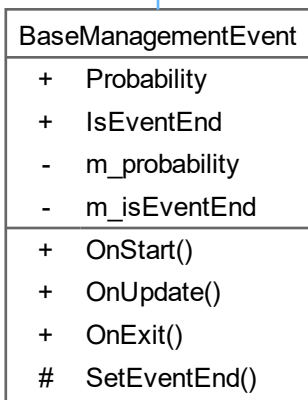 BaseManagementEvent
+ Probability
+ IsEventEnd
- m_probability
- m_isEventEnd
+ OnStart()
+ OnUpdate()
+ OnExit()
# SetEventEnd()